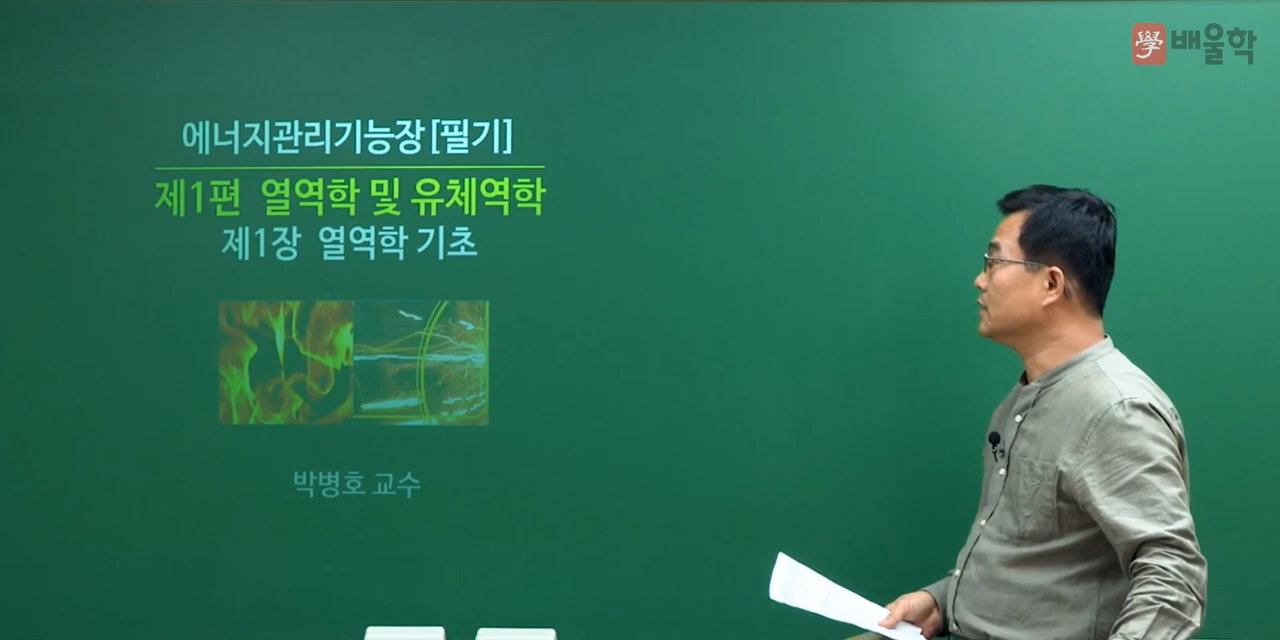 學 배울학
에너지관리기능장 [필기]
제1편 열역학 및 유체역학
제1장 열역학 기초
박병호 교수